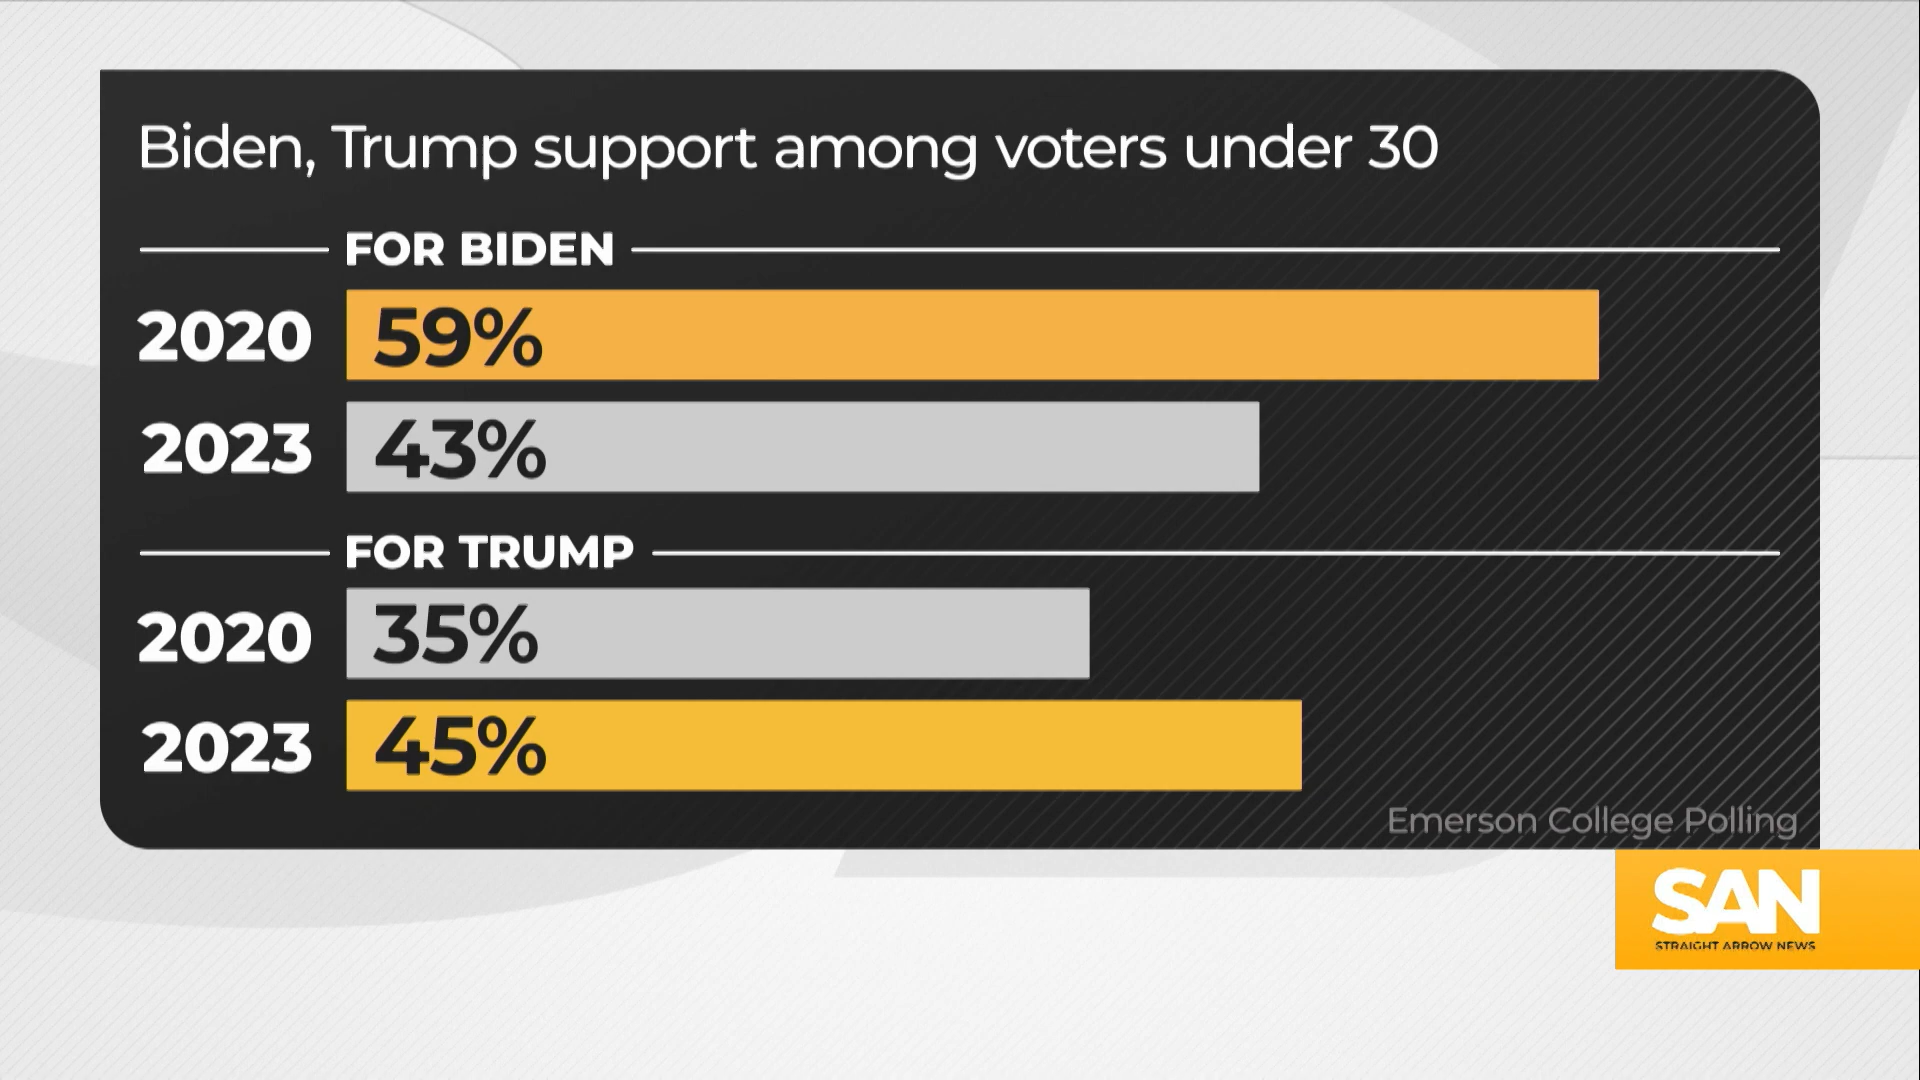 Biden, Trump support among voters under 30
FOR BIDEN
2020 59%
2023 43%
FOR TRUMP
2020 35%
2023 45%
Emerson College Polling
SAN
STRAIGHT ARROW NEWS